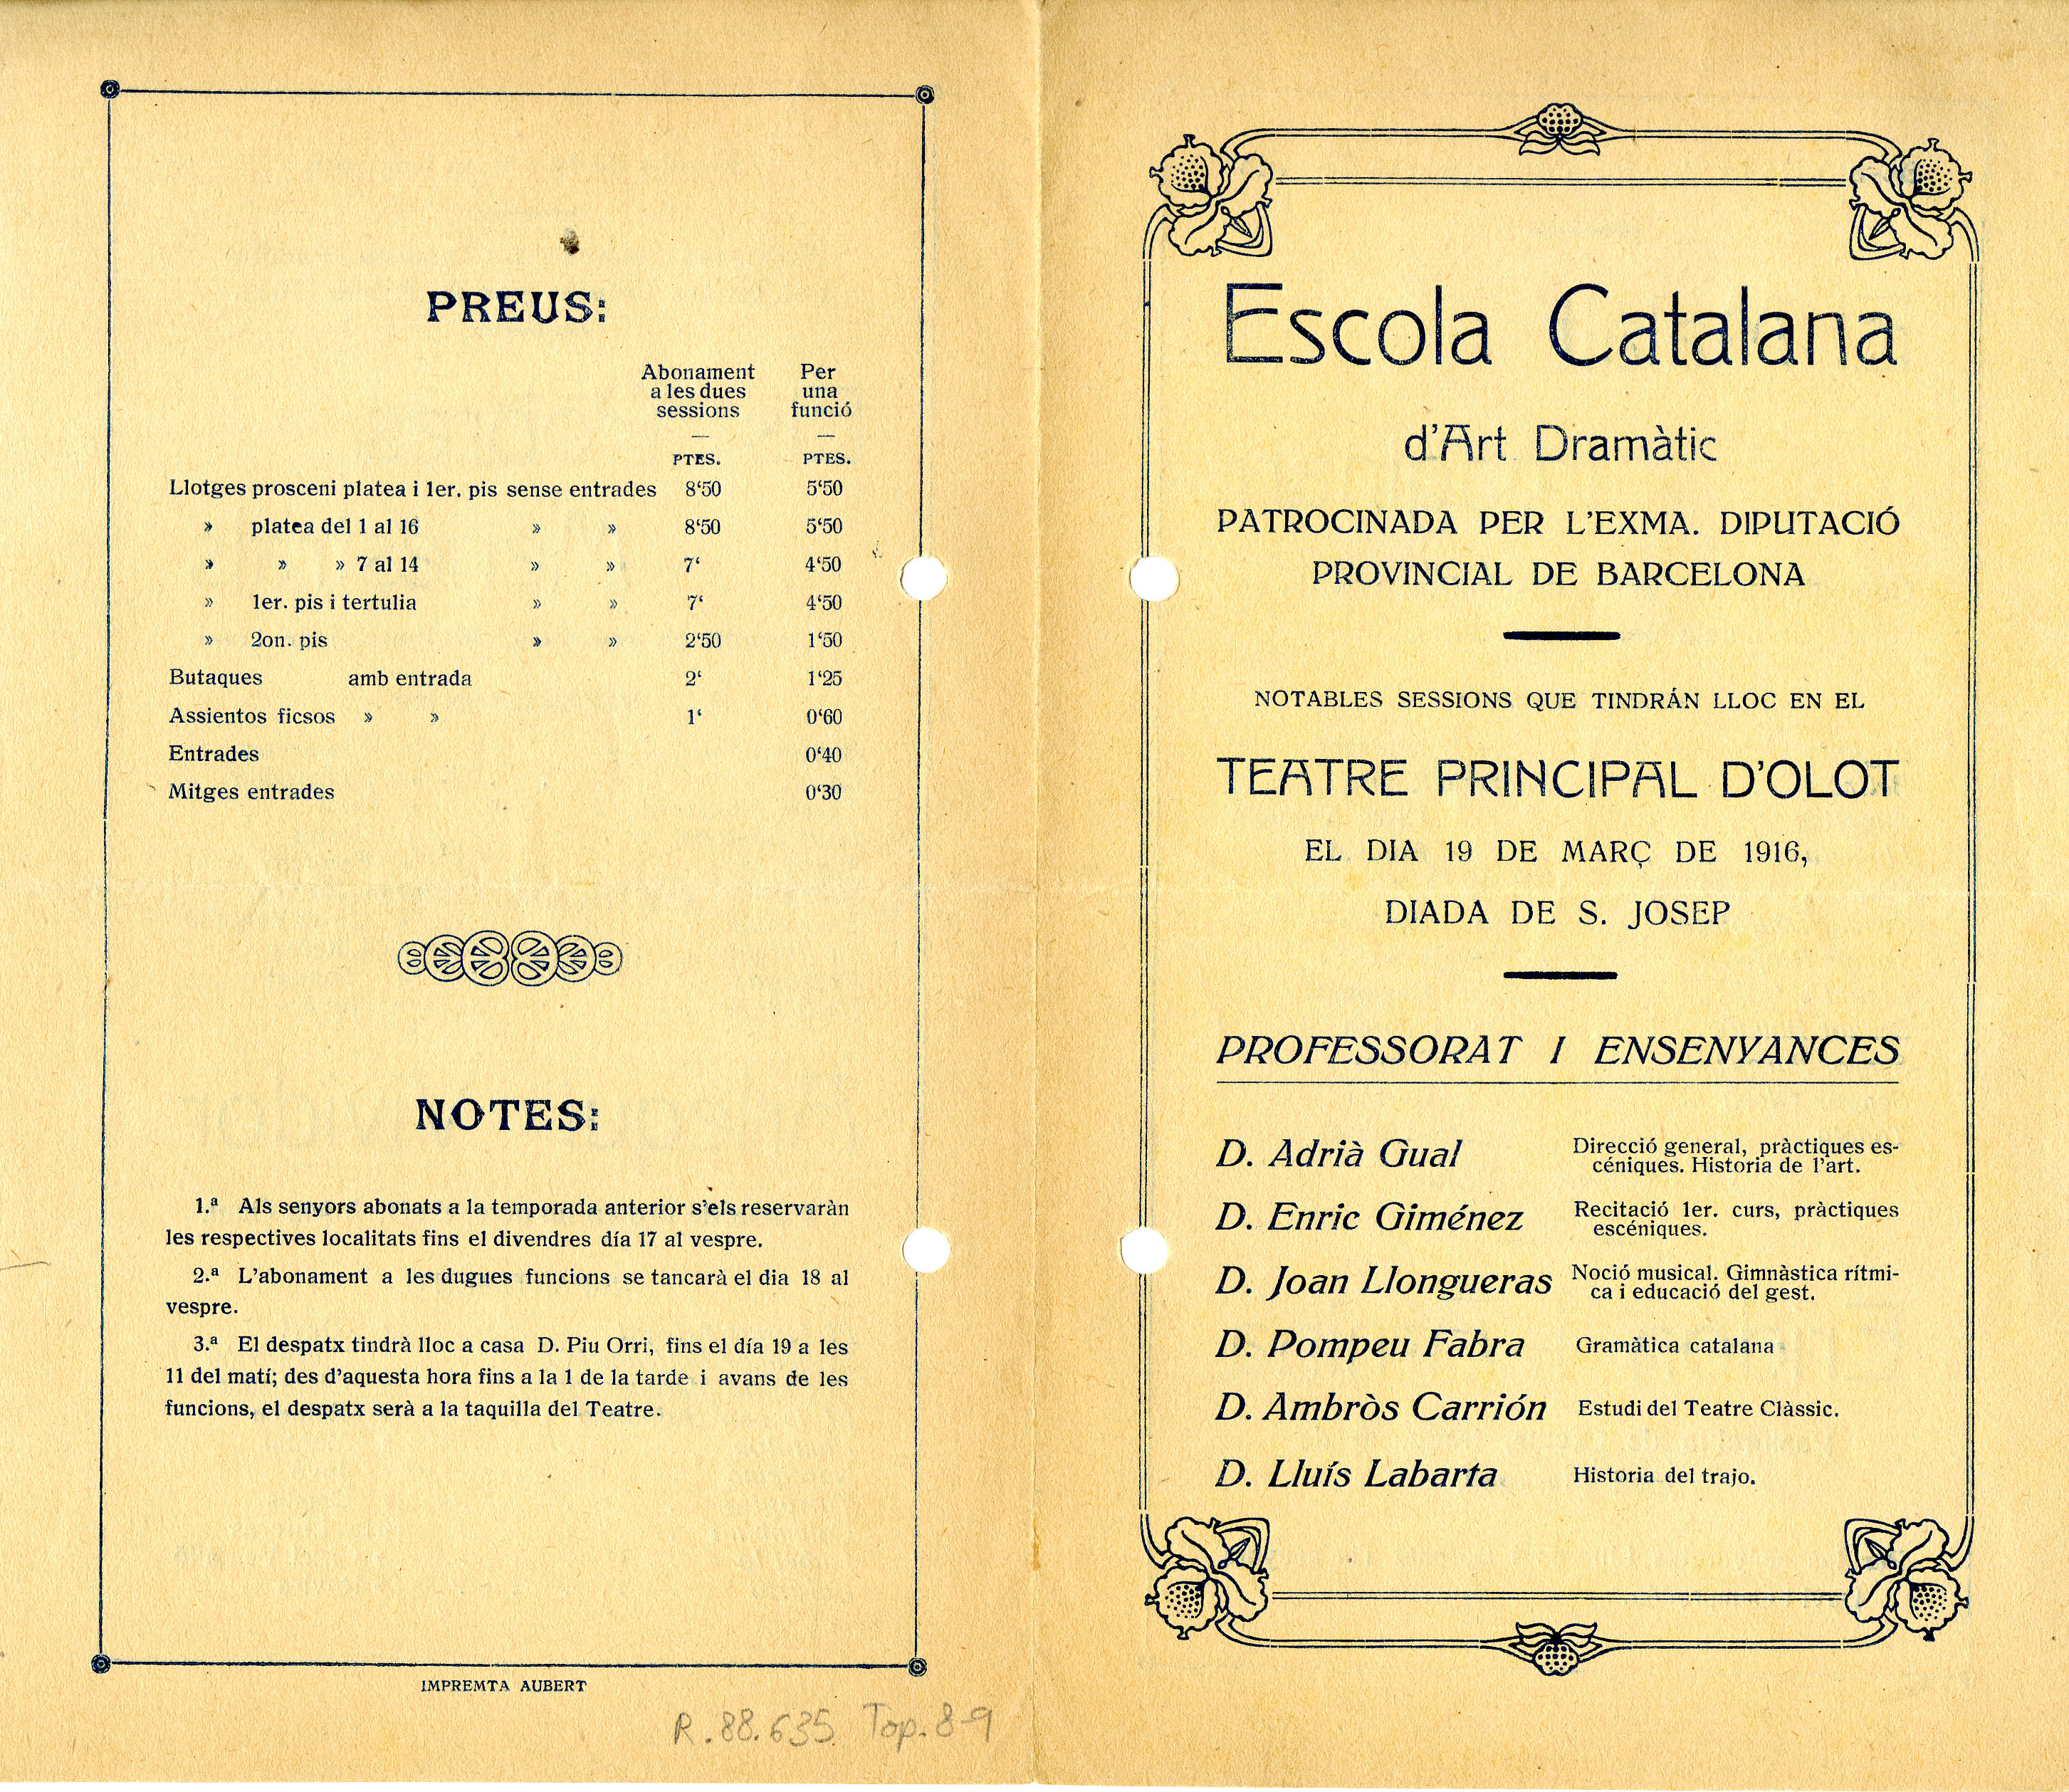 PREUS:
Abonament a les dues sessions
Per una funció
PTES. PTES.
Llotges prosceni platea i 1er. pis sense entrades 8‘50 5‘50
» platea del 1 al 16 » » 8‘50 5‘50
» » » 7 al 14 » » 7‘ 4‘50
» 1er. pis i tertulia » » 7‘ 4‘50
» 2on. pis » » 2‘50 1‘50
Butaques amb entrada 2‘ 1‘25
Assientos ficsos » » 1‘ 0‘60
Entrades 0‘40
Mitges entrades 0‘30
NOTES:
1.ª Als senyors abonats a la temporada anterior s’els reservaràn
les respectives localitats fins el divendres día 17 al vespre.
2.ª L’abonament a les dugues funcions se tancarà el dia 18 al
vespre.
3.ª El despatx tindrà lloc a casa D. Piu Orri, fins el día 19 a les
11 del matí; des d’aquesta hora fins a la 1 de la tarde i avans de les
funcions, el despatx serà a la taquilla del Teatre.
IMPREMTA AUBERT
R.88.635 Top.8-9
Escola Catalana
d’Art Dramàtic
PATROCINADA PER L’EXMA. DIPUTACIÓ
PROVINCIAL DE BARCELONA
NOTABLES SESSIONS QUE TINDRÁN LLOC EN EL
TEATRE PRINCIPAL D’OLOT
EL DIA 19 DE MARÇ DE 1916,
DIADA DE S. JOSEP
PROFESSORAT I ENSENYANCES
D. Adrià Gual Direcció general, pràctiques es-
céniques. Historia de l’art.
D. Enric Giménez Recitació 1er. curs, pràctiques
escéniques.
D. Joan Llongueras Noció musical. Gimnàstica rítmi-
ca i educació del gest.
D. Pompeu Fabra Gramàtica catalana
D. Ambròs Carrión Estudi del Teatre Clàssic.
D. Lluís Labarta Historia del trajo.